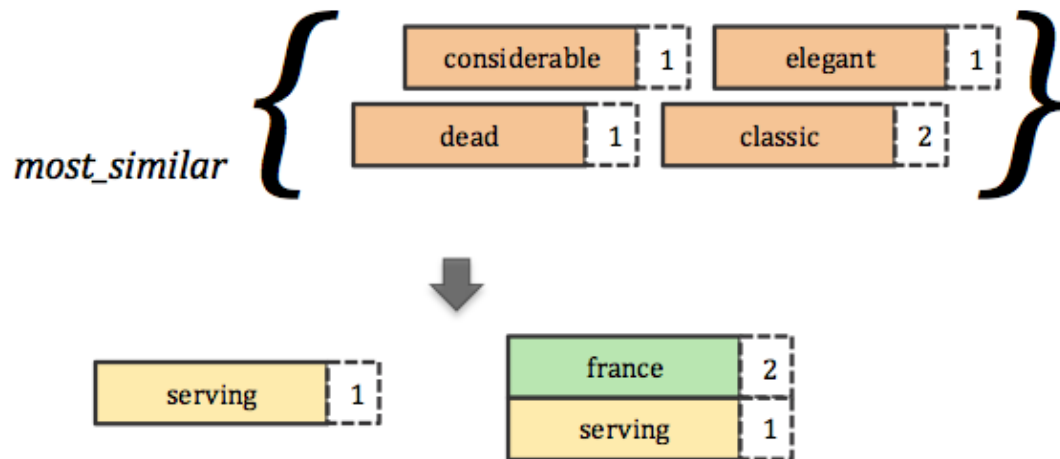 considerable 1 elegant 1
dead 1 classic 2
most_similar { }
france 2
serving 1
serving 1